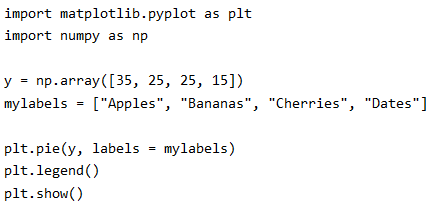 import matplotlib.pyplot as plt
import numpy as np
y = np.array([35, 25, 25, 15])
mylabels = ["Apples", "Bananas", "Cherries", "Dates"]
plt.pie(y, labels = mylabels)
plt.legend()
plt.show()